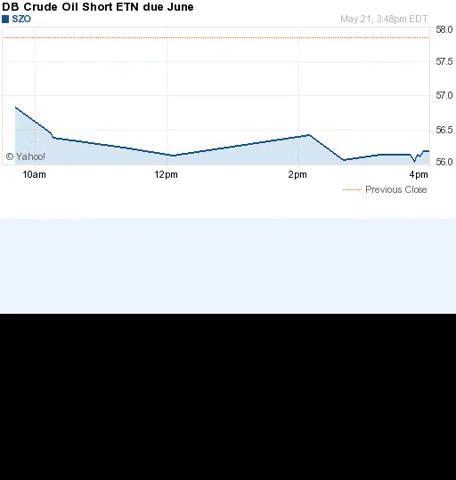 DB Crude Oil Short ETN due June
SZO May 21, 3:48pm EDT
58.0
57.5
57.0
56.5
56.0
© Yahoo!
10am 12pm 2pm 4pm
Previous Close